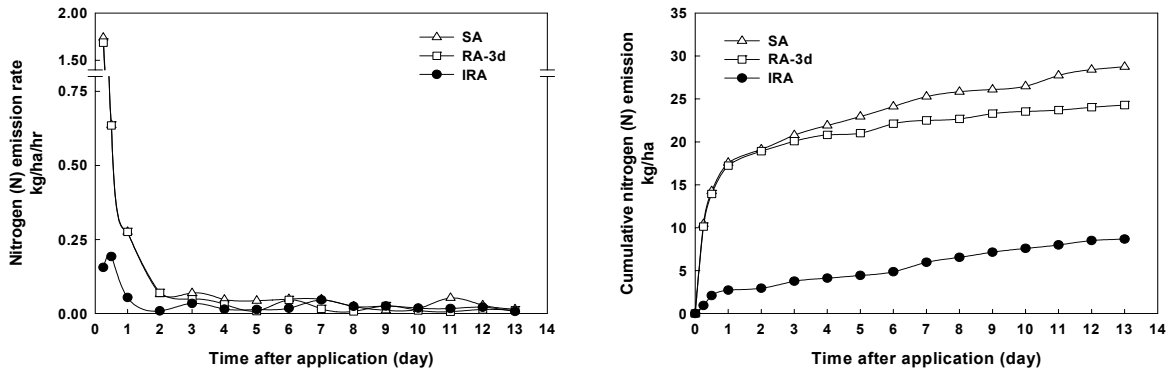 2.00
1.50
0.75
0.50
0.25
0.00
Nitrogen (N) emission rate
kg/ha/hr
SA
RA-3d
IRA
0 1 2 3 4 5 6 7 8 9 10 11 12 13 14
Time after application (day)
35
30
25
20
15
10
5
0
Cumulative nitrogen (N) emission
kg/ha
SA
RA-3d
IRA
0 1 2 3 4 5 6 7 8 9 10 11 12 13 14
Time after application (day)